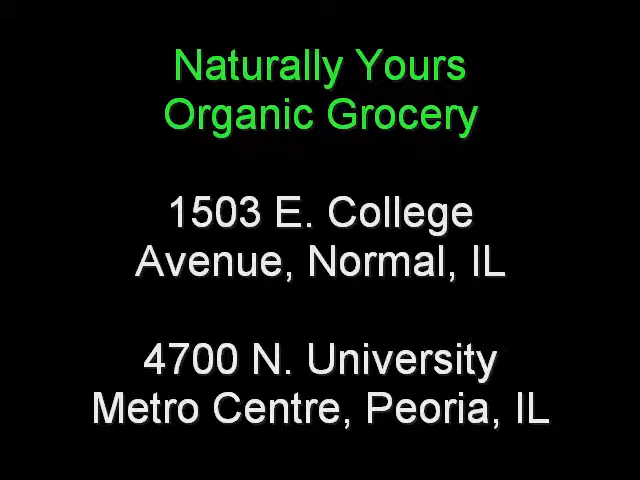 Naturally Yours
Organic Grocery
1503 E. College
Avenue, Normal, IL
4700 N. University
Metro Centre, Peoria, IL